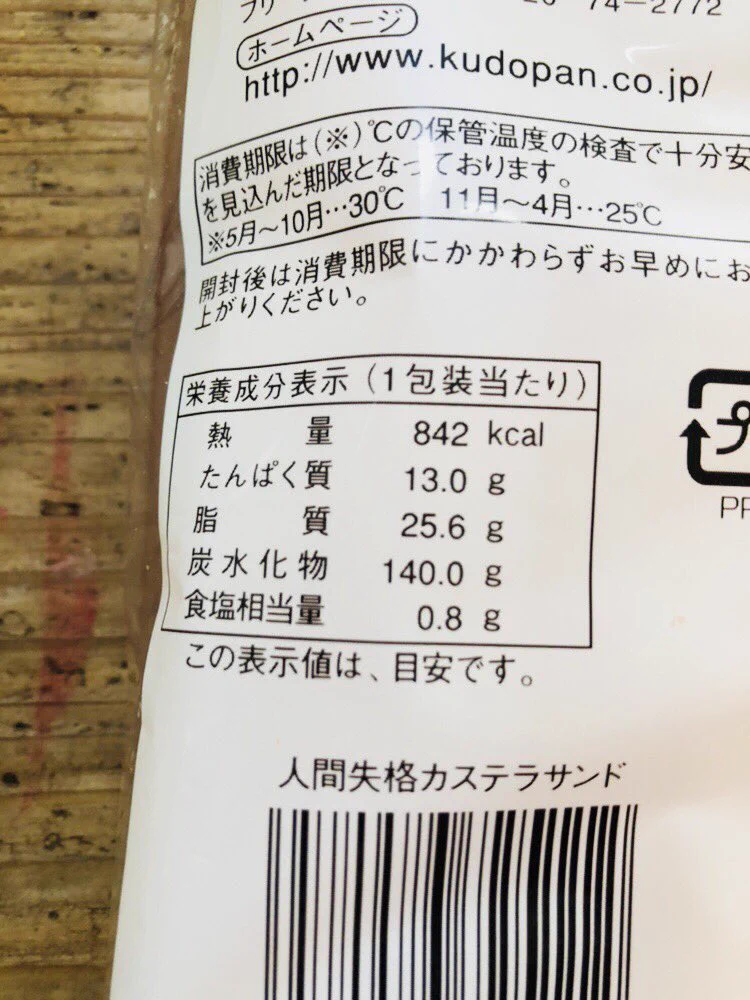 フリー 20-74-2772
ホームページ
http://www.kudopan.co.jp/
消費期限は(※)℃の保管温度の検査で十分安
を見込んだ期限となっております。
※5月～10月…30℃ 11月～4月…25℃
開封後は消費期限にかかわらずお早めにお
上がりください。
栄養成分表示(1包装当たり)
熱量 842 kcal
たんぱく質 13.0 g
脂質 25.6 g
炭水化物 140.0 g
食塩相当量 0.8 g
この表示値は、目安です。
プ
PP
人間失格カステラサンド